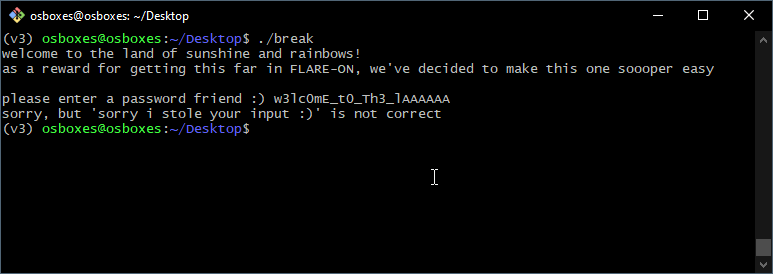 osboxes@osboxes: ~/Desktop
(v3) osboxes@osboxes:~/Desktop$ ./break
welcome to the land of sunshine and rainbows!
as a reward for getting this far in FLARE-ON, we've decided to make this one soooper easy
please enter a password friend :) w3lc0mE_t0_Th3_lAAAAAA
sorry, but 'sorry i stole your input :)' is not correct
(v3) osboxes@osboxes:~/Desktop$